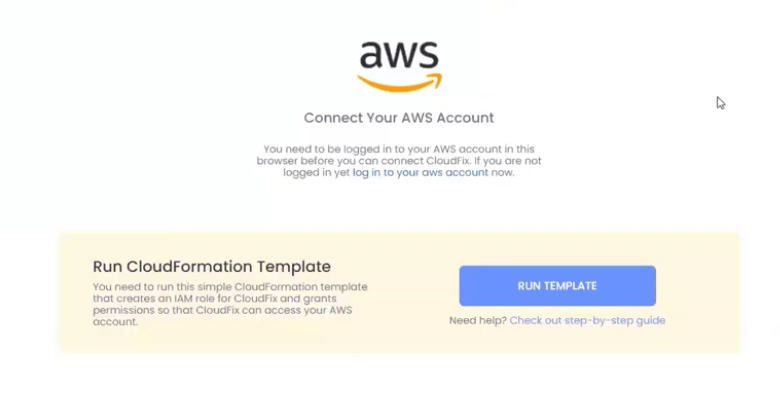 aws
Connect Your AWS Account
You need to be logged in to your AWS account in this
browser before you can connect CloudFix. If you are not
logged in yet log in to your aws account now.
Run CloudFormation Template
You need to run this simple CloudFormation template
that creates an IAM role for CloudFix and grants
permissions so that CloudFix can access your AWS
account.
RUN TEMPLATE
Need help? Check out step-by-step guide